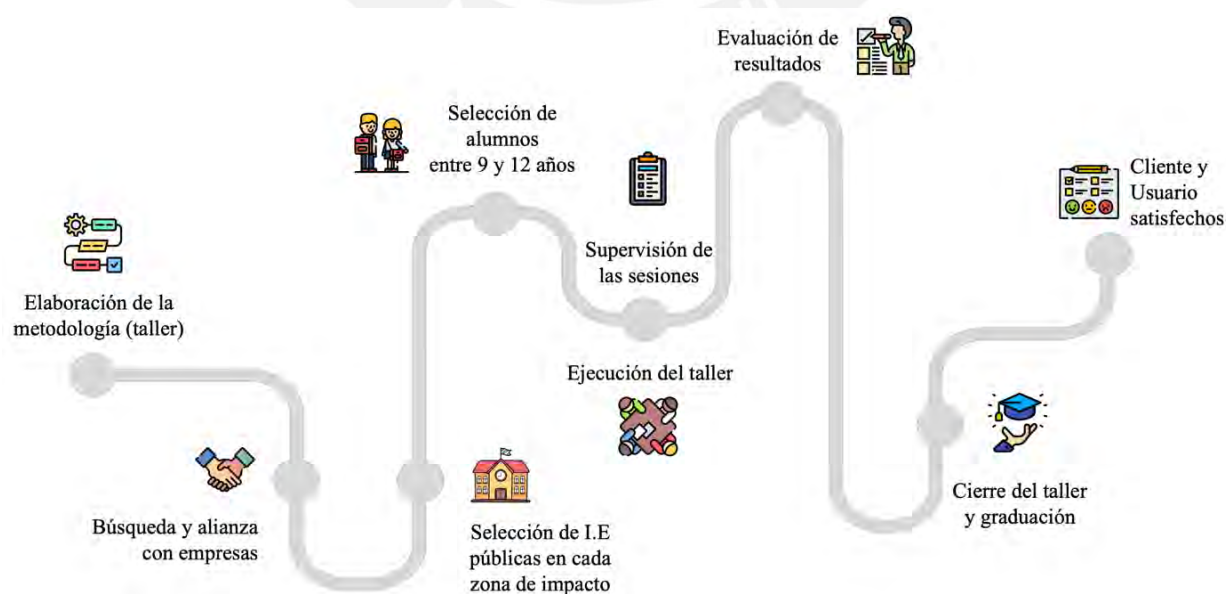 Elaboración de la
metodología (taller)
Búsqueda y alianza
con empresas
Selección de I.E
públicas en cada
zona de impacto
Selección de
alumnos
entre 9 y 12 años
Supervisión de
las sesiones
Ejecución del taller
Evaluación de
resultados
Cierre del taller
y graduación
Cliente y
Usuario
satisfechos